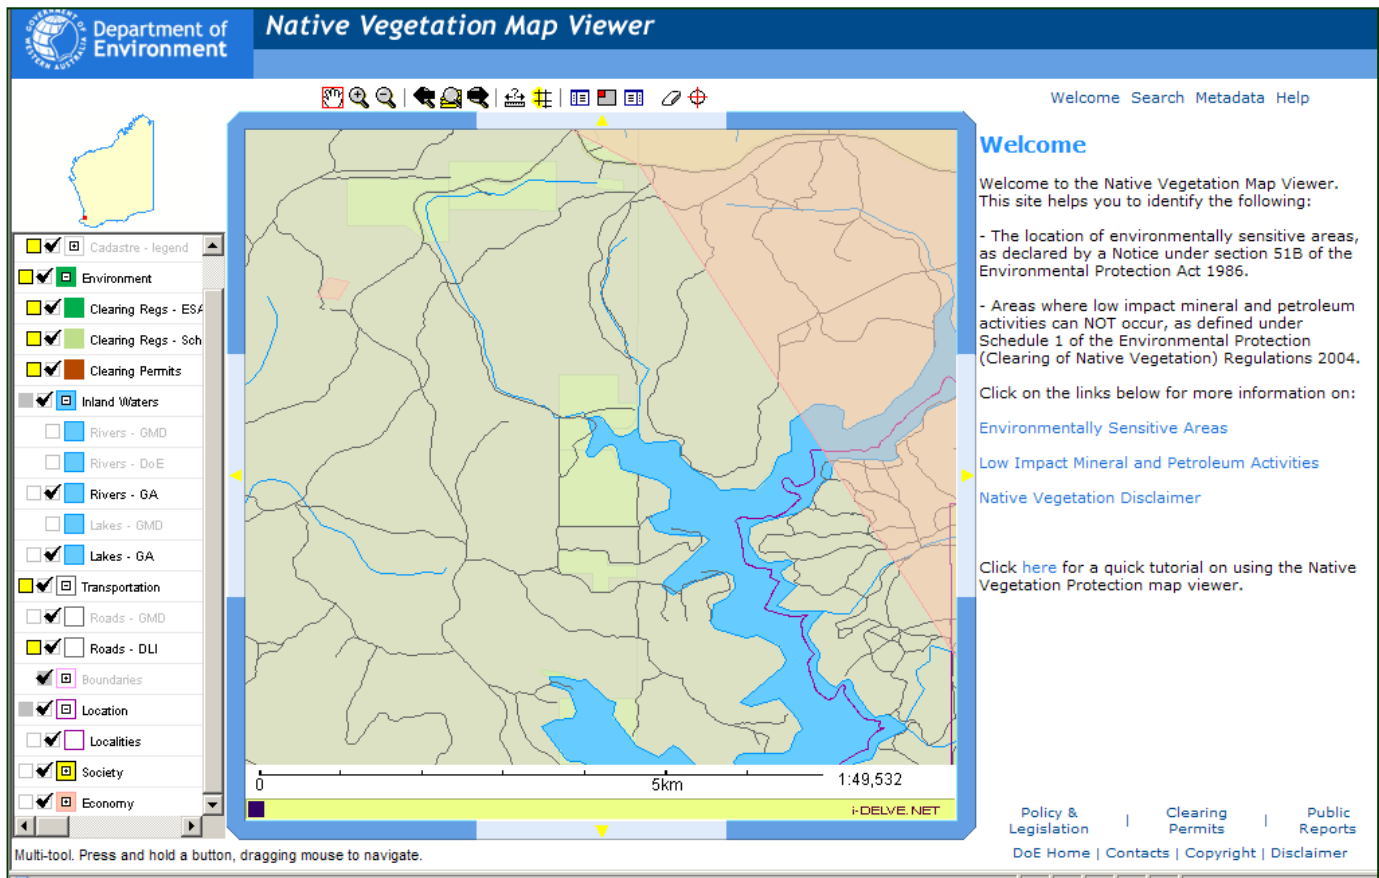 Department of
Environment
GOVERNMENT OF
WESTERN AUSTRALIA
Native Vegetation Map Viewer
Welcome Search Metadata Help
Cadastre - legend
Environment
Clearing Regs - ESA
Clearing Regs - Sch
Clearing Permits
Inland Waters
Rivers - GMD
Rivers - DoE
Rivers - GA
Lakes - GMD
Lakes - GA
Transportation
Roads - GMD
Roads - DLI
Boundaries
Location
Localities
Society
Economy
0
5km
1:49,532
i-DELVE.NET
Multi-tool. Press and hold a button, dragging mouse to navigate.
Welcome
Welcome to the Native Vegetation Map Viewer.
This site helps you to identify the following:
- The location of environmentally sensitive areas,
as declared by a Notice under section 51B of the
Environmental Protection Act 1986.
- Areas where low impact mineral and petroleum
activities can NOT occur, as defined under
Schedule 1 of the Environmental Protection
(Clearing of Native Vegetation) Regulations 2004.
Click on the links below for more information on:
Environmentally Sensitive Areas
Low Impact Mineral and Petroleum Activities
Native Vegetation Disclaimer
Click here for a quick tutorial on using the Native
Vegetation Protection map viewer.
Policy &
Legislation
|
Clearing
Permits
|
Public
Reports
DoE Home | Contacts | Copyright | Disclaimer